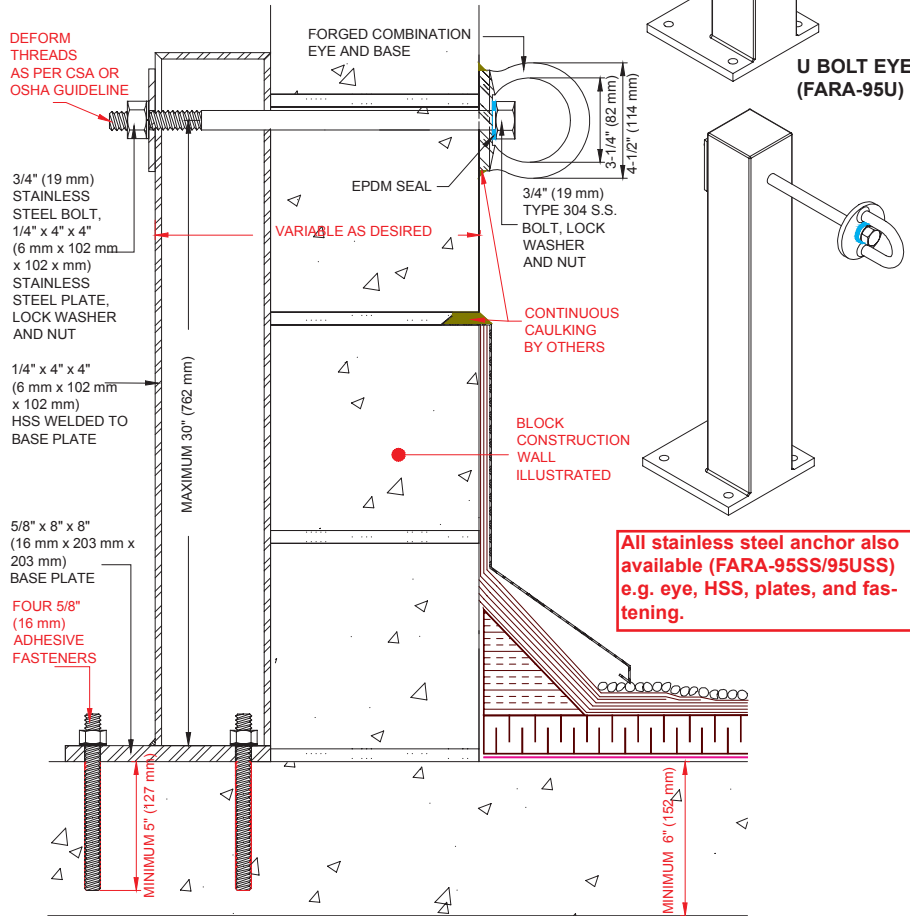 DEFORM
THREADS
AS PER CSA OR
OSHA GUIDELINE
FORGED COMBINATION
EYE AND BASE
U BOLT EYE
(FARA-95U)
3-1/4" (82 mm)
4-1/2" (114 mm)
EPDM SEAL
3/4" (19 mm)
TYPE 304 S.S.
BOLT, LOCK
WASHER
AND NUT
3/4" (19 mm)
STAINLESS
STEEL BOLT,
1/4" x 4" x 4"
(6 mm x 102 mm
x 102 x mm)
STAINLESS
STEEL PLATE,
LOCK WASHER
AND NUT
VARIABLE AS DESIRED
CONTINUOUS
CAULKING
BY OTHERS
1/4" x 4" x 4"
(6 mm x 102 mm
x 102 mm)
HSS WELDED TO
BASE PLATE
MAXIMUM 30" (762 mm)
BLOCK
CONSTRUCTION
WALL
ILLUSTRATED
5/8" x 8" x 8"
(16 mm x 203 mm x
203 mm)
BASE PLATE
All stainless steel anchor also
available (FARA-95SS/95USS)
e.g. eye, HSS, plates, and fas-
tening.
FOUR 5/8"
(16 mm)
ADHESIVE
FASTENERS
MINIMUM 5" (127 mm)
MINIMUM 6" (152 mm)